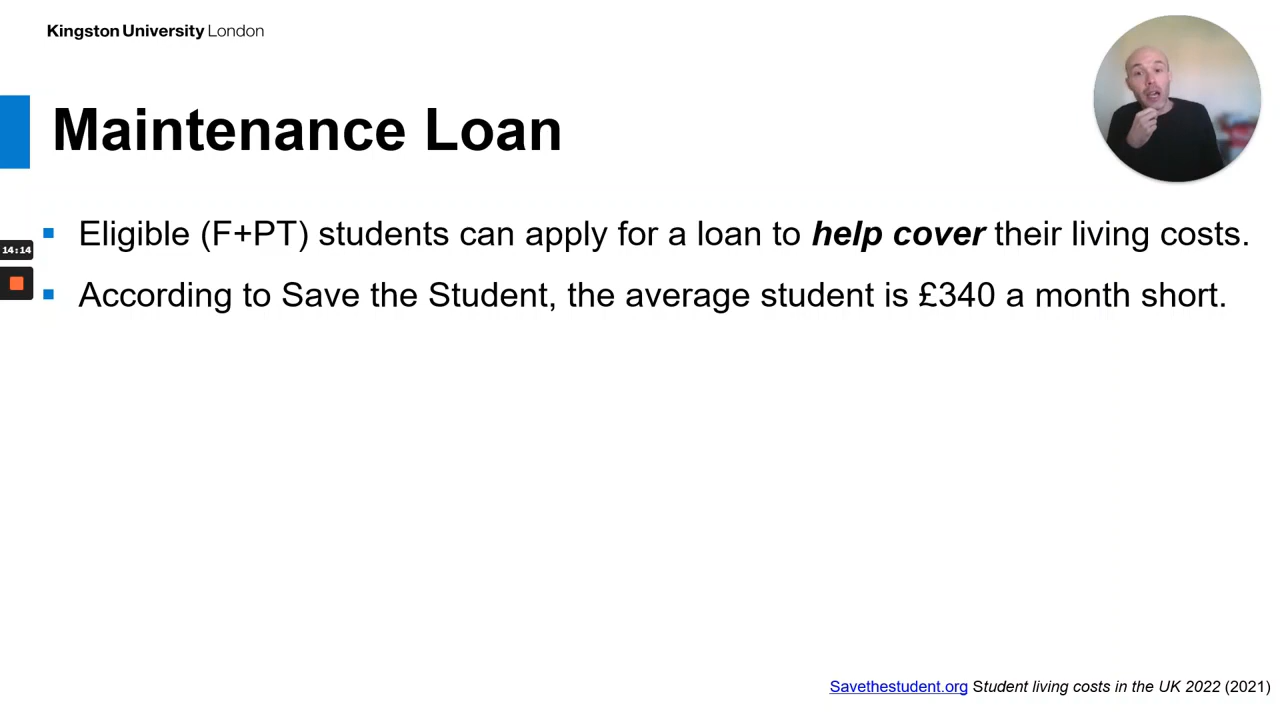 Kingston University London
Maintenance Loan
Eligible (F+PT) students can apply for a loan to help cover their living costs.
14:14
According to Save the Student, the average student is £340 a month short.
Savethestudent.org Student living costs in the UK 2022 (2021)